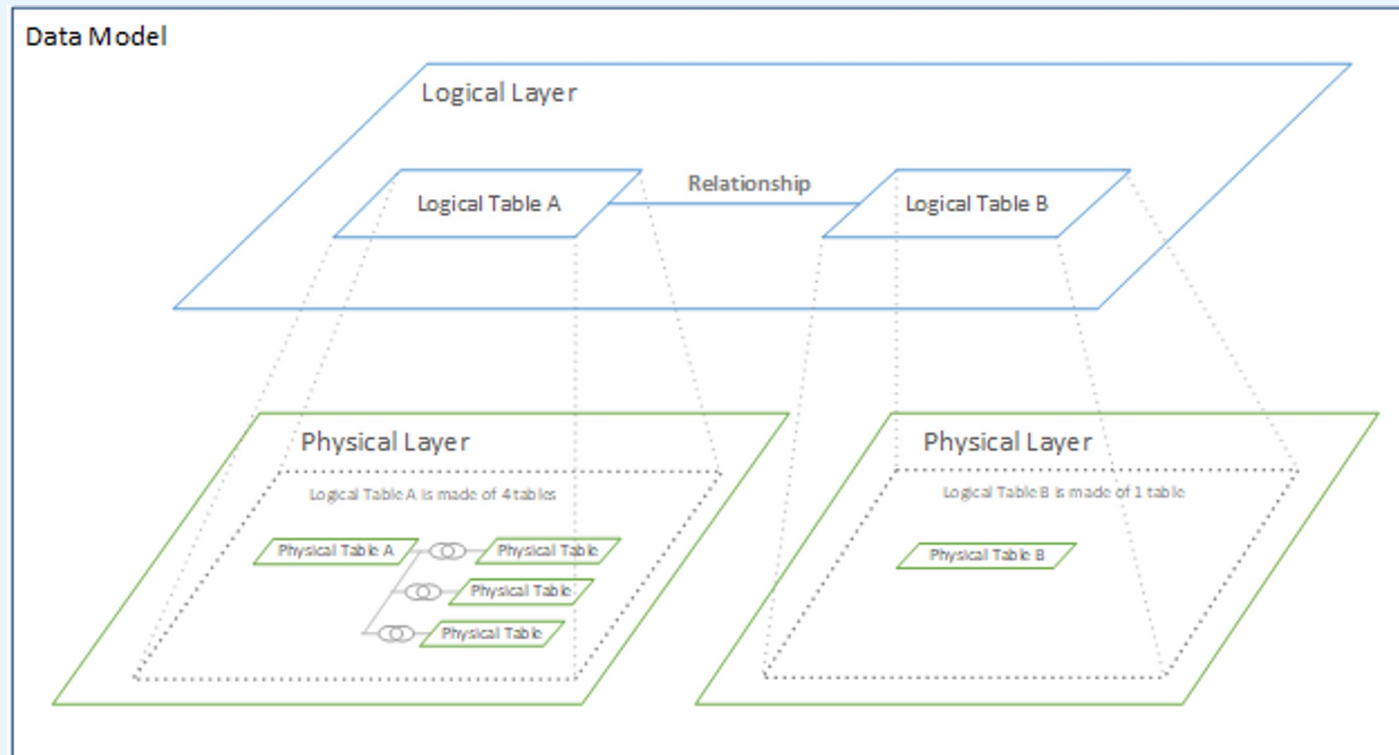 Data Model
Logical Layer
Relationship
Logical Table A
Logical Table B
Physical Layer
Logical Table A is made of 4 tables
Physical Table A
Physical Table
Physical Table
Physical Table
Physical Layer
Logical Table B is made of 1 table
Physical Table B